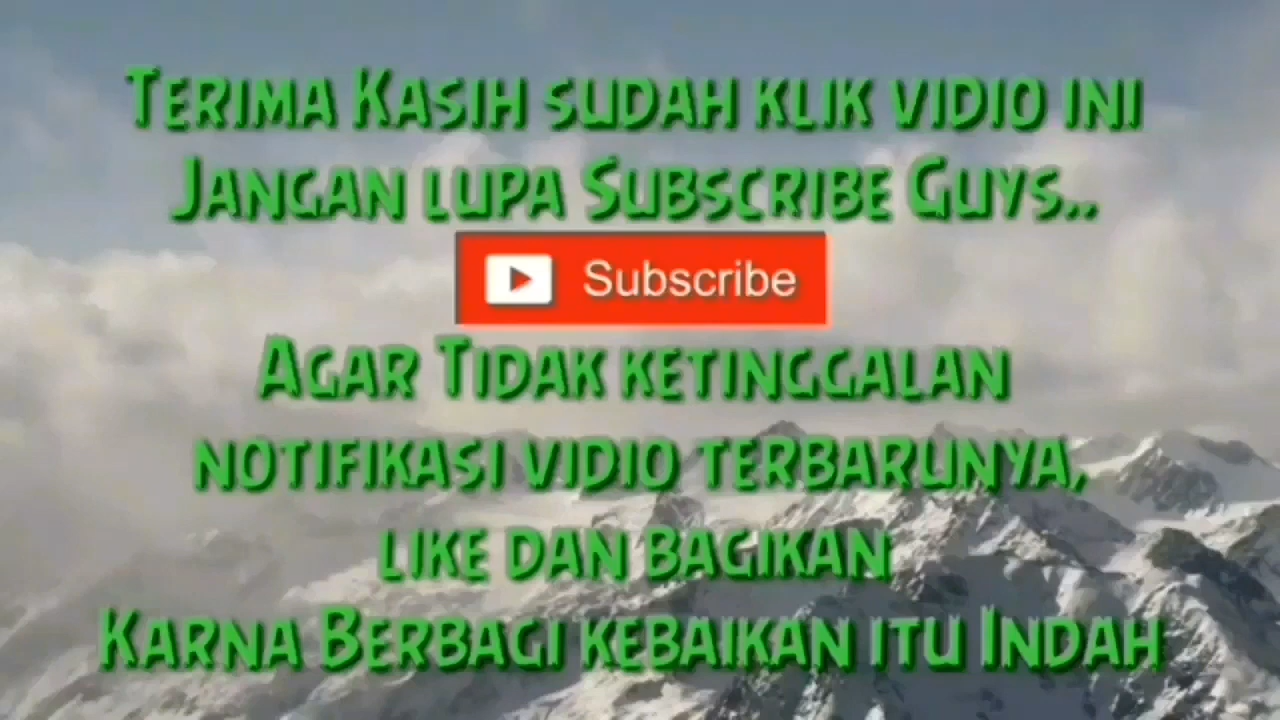 Terima Kasih sudah klik vidio ini
Jangan lupa Subscribe Guys..
Subscribe
Agar Tidak ketinggalan
notifikasi vidio terbarunya,
like dan bagikan
Karna Berbagi kebaikan itu Indah